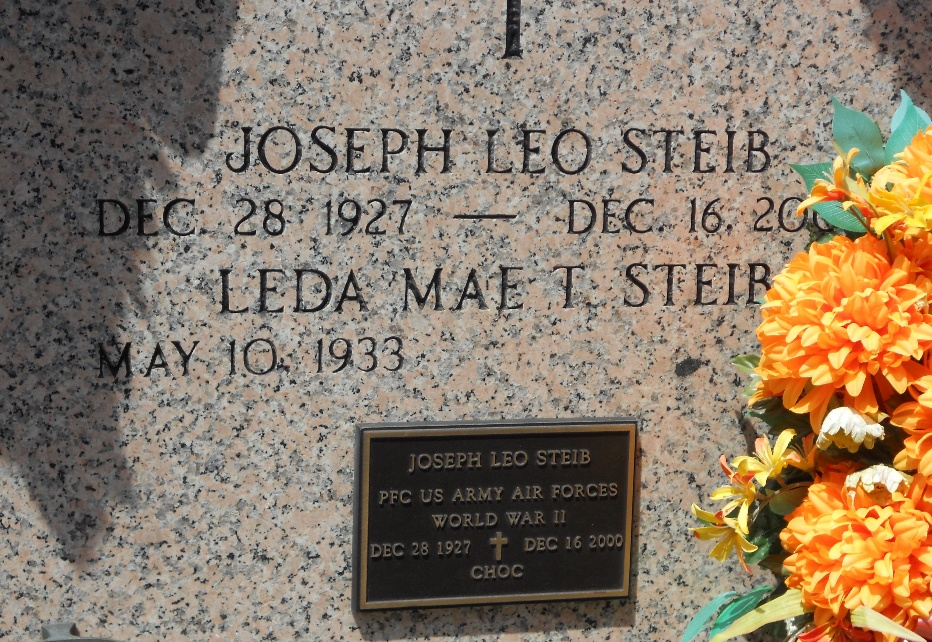 JOSEPH LEO STEIB
DEC. 28 1927 — DEC. 16, 200
LEDA MAE T. STEIB
MAY 10, 1933
JOSEPH LEO STEIB
PFC US ARMY AIR FORCES
WORLD WAR II
DEC 28 1927 ✝ DEC 16 2000
CHOC